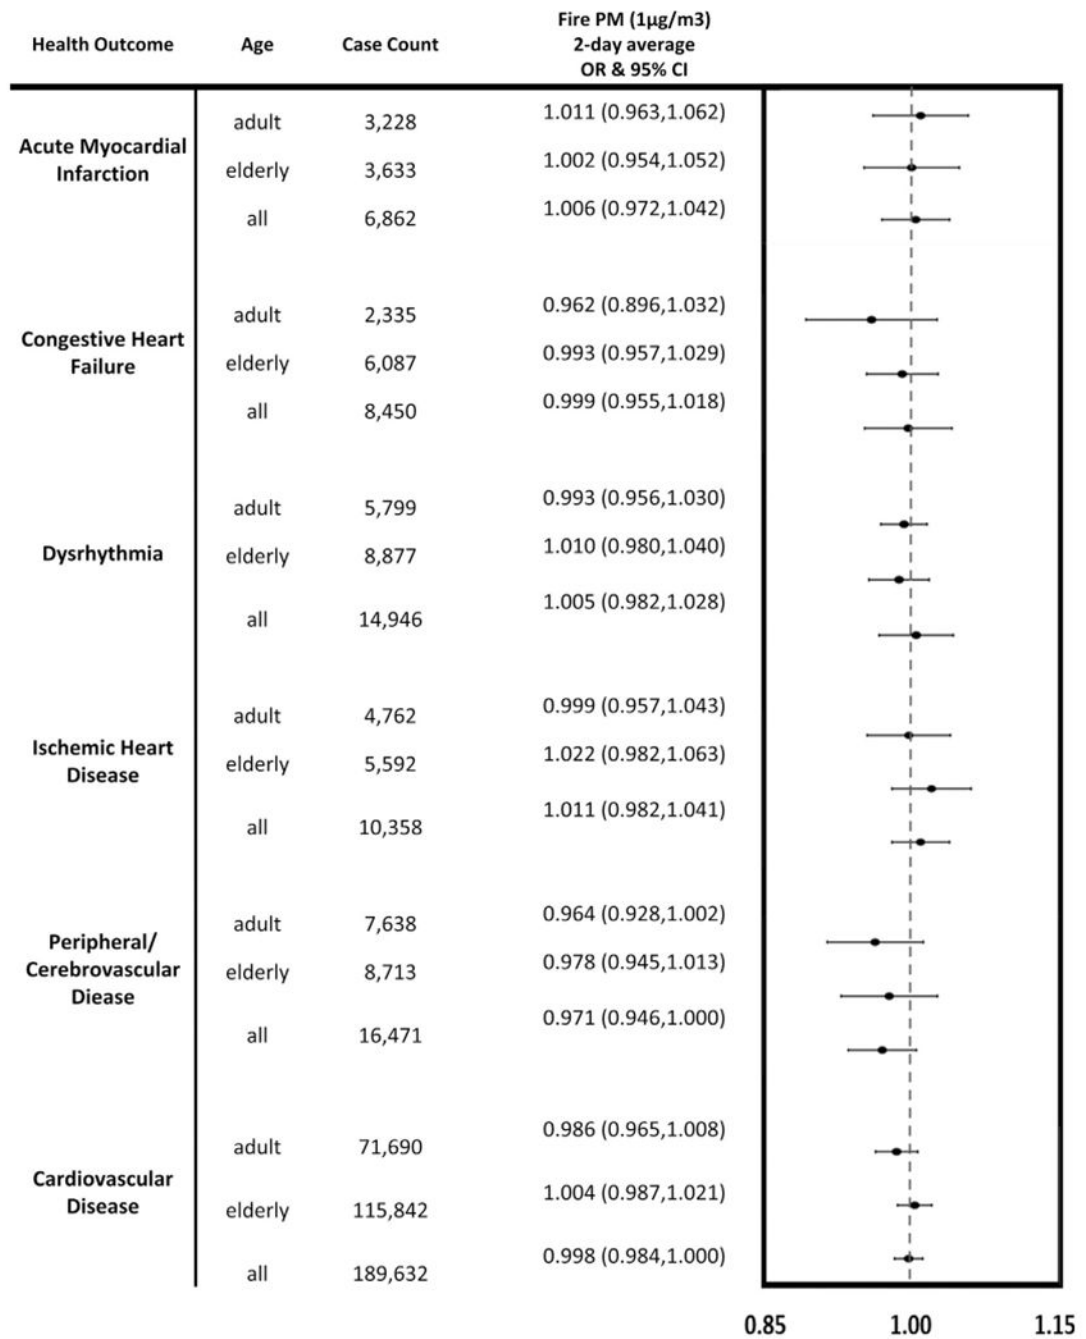 Fire PM (1µg/m3)
Health Outcome Age Case Count 2-day average
OR & 95% CI
adult 3,228 1.011 (0.963,1.062)
Acute Myocardial
Infarction
elderly 3,633 1.002 (0.954,1.052)
all 6,862 1.006 (0.972,1.042)
adult 2,335 0.962 (0.896,1.032)
Congestive Heart
Failure
elderly 6,087 0.993 (0.957,1.029)
all 8,450 0.999 (0.955,1.018)
adult 5,799 0.993 (0.956,1.030)
Dysrhythmia
elderly 8,877 1.010 (0.980,1.040)
all 14,946 1.005 (0.982,1.028)
adult 4,762 0.999 (0.957,1.043)
Ischemic Heart
Disease
elderly 5,592 1.022 (0.982,1.063)
all 10,358 1.011 (0.982,1.041)
adult 7,638 0.964 (0.928,1.002)
Peripheral/
Cerebrovascular
Diease
elderly 8,713 0.978 (0.945,1.013)
all 16,471 0.971 (0.946,1.000)
adult 71,690 0.986 (0.965,1.008)
Cardiovascular
Disease
elderly 115,842 1.004 (0.987,1.021)
all 189,632 0.998 (0.984,1.000)
0.85 1.00 1.15